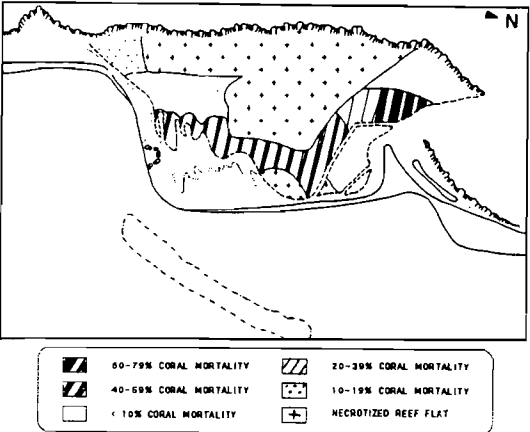 N
60-79% CORAL MORTALITY
20-39% CORAL MORTALITY
40-59% CORAL MORTALITY
10-19% CORAL MORTALITY
< 10% CORAL MORTALITY
NECROTIZED REEF FLAT